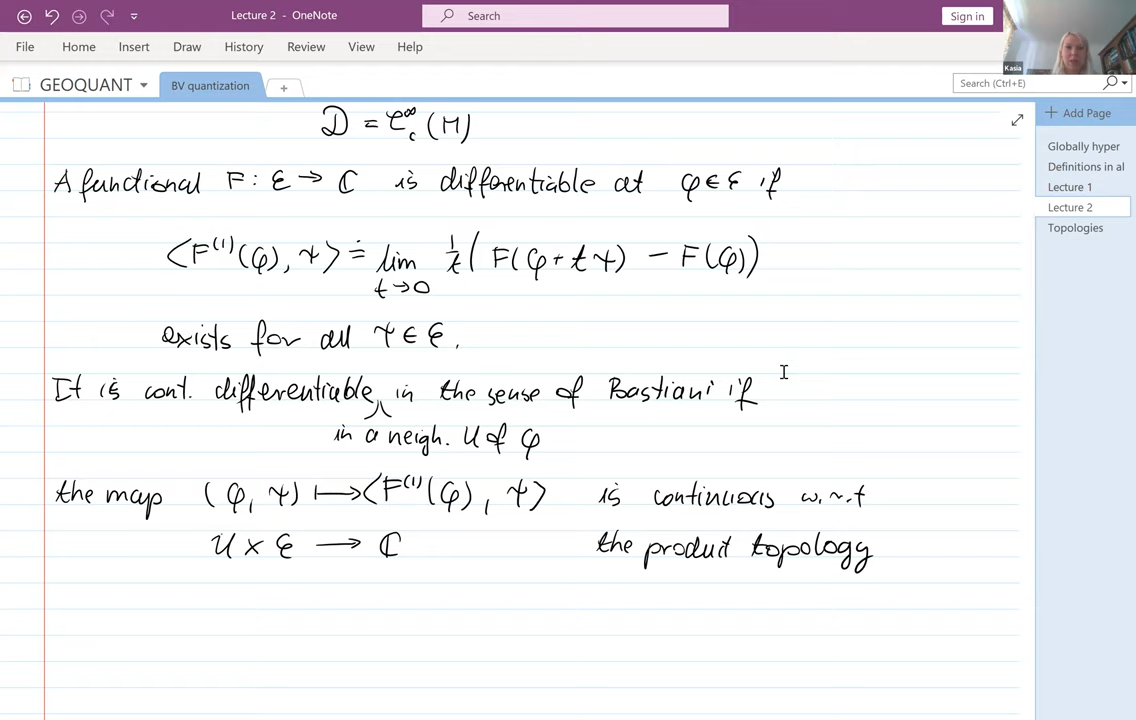 Lecture 2 - OneNote
Search
Sign in
File Home Insert Draw History Review View Help
Kasia
GEOQUANT
BV quantization
Search (Ctrl+E)
Add Page
Globally hyper
Definitions in al
Lecture 1
Lecture 2
Topologies
𝒟 = 𝒞^∞_c (M)
A functional F: ℰ → ℂ is differentiable at φ ∈ ℰ if
⟨F^(1)(φ), ψ⟩ ≐ lim_{t→0} 1/t ( F(φ + tψ) − F(φ))
exists for all ψ ∈ ℰ.
It is cont. differentiable in the sense of Bastiani if
in a neigh. U of φ
the map (φ, ψ) ⟼ ⟨F^(1)(φ), ψ⟩ is continuous w.r.t
U × ℰ → ℂ the product topology